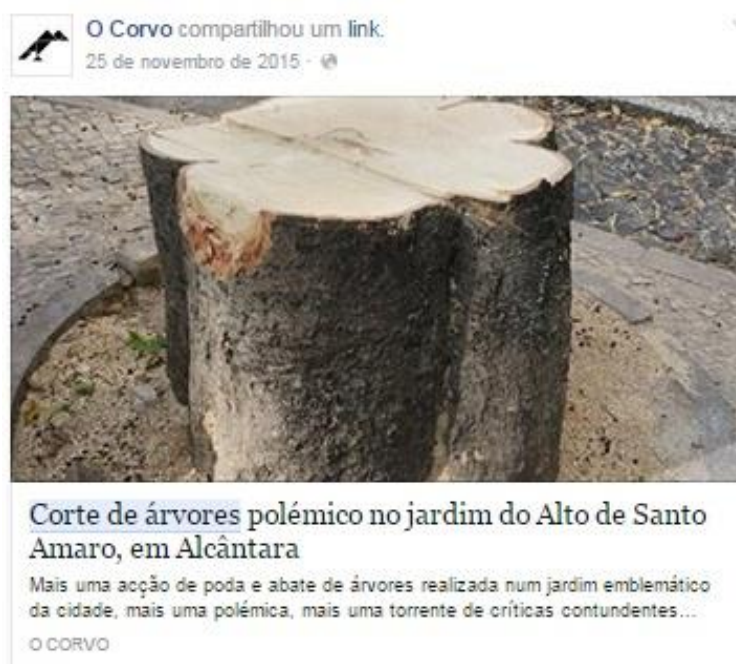 O Corvo compartilhou um link.
25 de novembro de 2015 ·
Corte de árvores polémico no jardim do Alto de Santo
Amaro, em Alcântara
Mais uma acção de poda e abate de árvores realizada num jardim emblemático
da cidade, mais uma polémica, mais uma torrente de críticas contundentes...
O CORVO